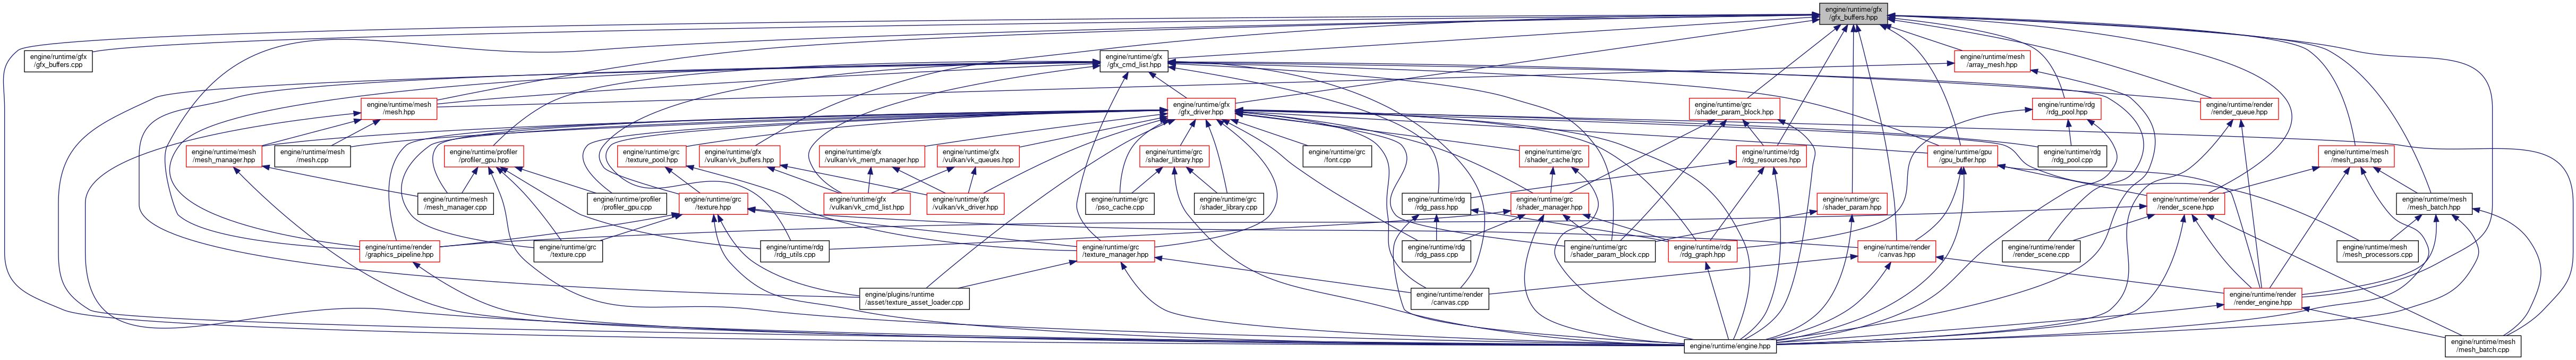 engine/runtime/gfx
/gfx_buffers.hpp
engine/runtime/gfx
/gfx_buffers.cpp
engine/runtime/gfx
/gfx_cmd_list.hpp
engine/runtime/mesh
/array_mesh.hpp
engine/runtime/mesh
/mesh.hpp
engine/runtime/gfx
/gfx_driver.hpp
engine/runtime/grc
/shader_param_block.hpp
engine/runtime/rdg
/rdg_pool.hpp
engine/runtime/render
/render_queue.hpp
engine/runtime/mesh
/mesh_manager.hpp
engine/runtime/mesh
/mesh.cpp
engine/runtime/profiler
/profiler_gpu.hpp
engine/runtime/grc
/texture_pool.hpp
engine/runtime/gfx
/vulkan/vk_buffers.hpp
engine/runtime/gfx
/vulkan/vk_mem_manager.hpp
engine/runtime/gfx
/vulkan/vk_queues.hpp
engine/runtime/grc
/shader_library.hpp
engine/runtime/grc
/font.cpp
engine/runtime/grc
/shader_cache.hpp
engine/runtime/rdg
/rdg_resources.hpp
engine/runtime/gpu
/gpu_buffer.hpp
engine/runtime/rdg
/rdg_pool.cpp
engine/runtime/mesh
/mesh_pass.hpp
engine/runtime/mesh
/mesh_manager.cpp
engine/runtime/profiler
/profiler_gpu.cpp
engine/runtime/grc
/texture.hpp
engine/runtime/gfx
/vulkan/vk_cmd_list.hpp
engine/runtime/gfx
/vulkan/vk_driver.hpp
engine/runtime/grc
/pso_cache.cpp
engine/runtime/grc
/shader_library.cpp
engine/runtime/rdg
/rdg_pass.hpp
engine/runtime/grc
/shader_manager.hpp
engine/runtime/grc
/shader_param.hpp
engine/runtime/render
/render_scene.hpp
engine/runtime/mesh
/mesh_batch.hpp
engine/runtime/render
/graphics_pipeline.hpp
engine/runtime/grc
/texture.cpp
engine/runtime/rdg
/rdg_utils.cpp
engine/runtime/grc
/texture_manager.hpp
engine/runtime/rdg
/rdg_pass.cpp
engine/runtime/grc
/shader_param_block.cpp
engine/runtime/rdg
/rdg_graph.hpp
engine/runtime/render
/canvas.hpp
engine/runtime/render
/render_scene.cpp
engine/runtime/mesh
/mesh_processors.cpp
engine/plugins/runtime
/asset/texture_asset_loader.cpp
engine/runtime/render
/canvas.cpp
engine/runtime/render
/render_engine.hpp
engine/runtime/engine.hpp
engine/runtime/mesh
/mesh_batch.cpp